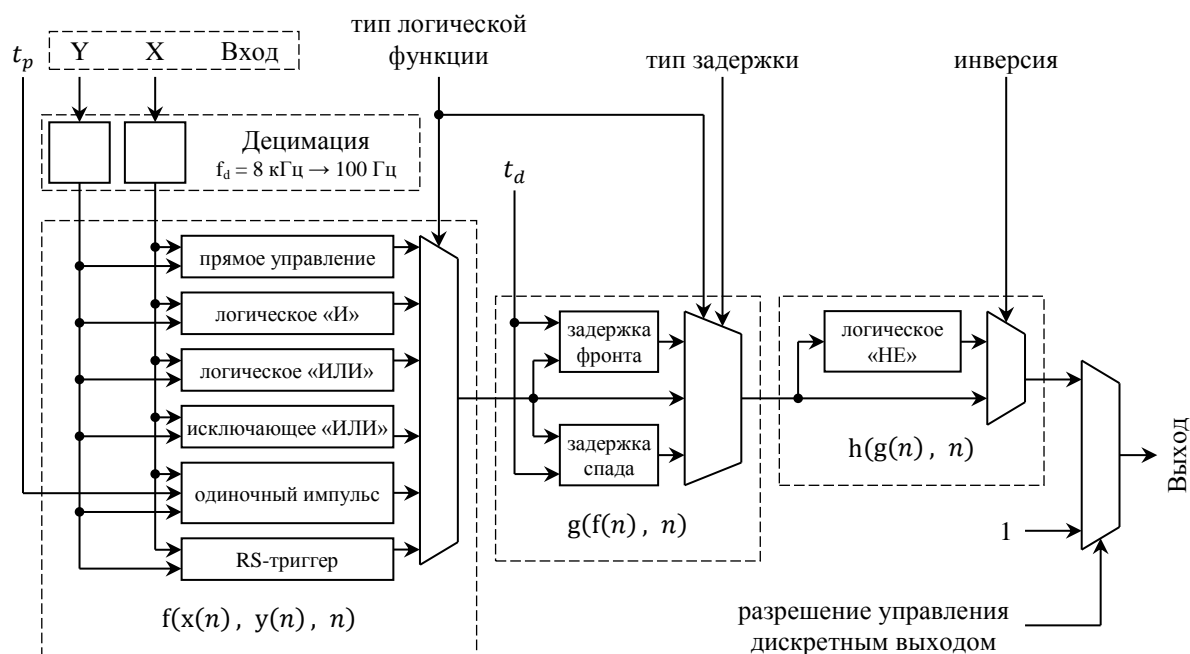 тип логической
функции
t_p
Y X Вход
тип задержки
инверсия
Децимация
f_d = 8 кГц → 100 Гц
t_d
прямое управление
логическое «И»
логическое «ИЛИ»
исключающее «ИЛИ»
одиночный импульс
RS-триггер
f(x(n), y(n), n)
задержка
фронта
задержка
спада
g(f(n), n)
логическое
«НЕ»
h(g(n), n)
1
Выход
разрешение управления
дискретным выходом